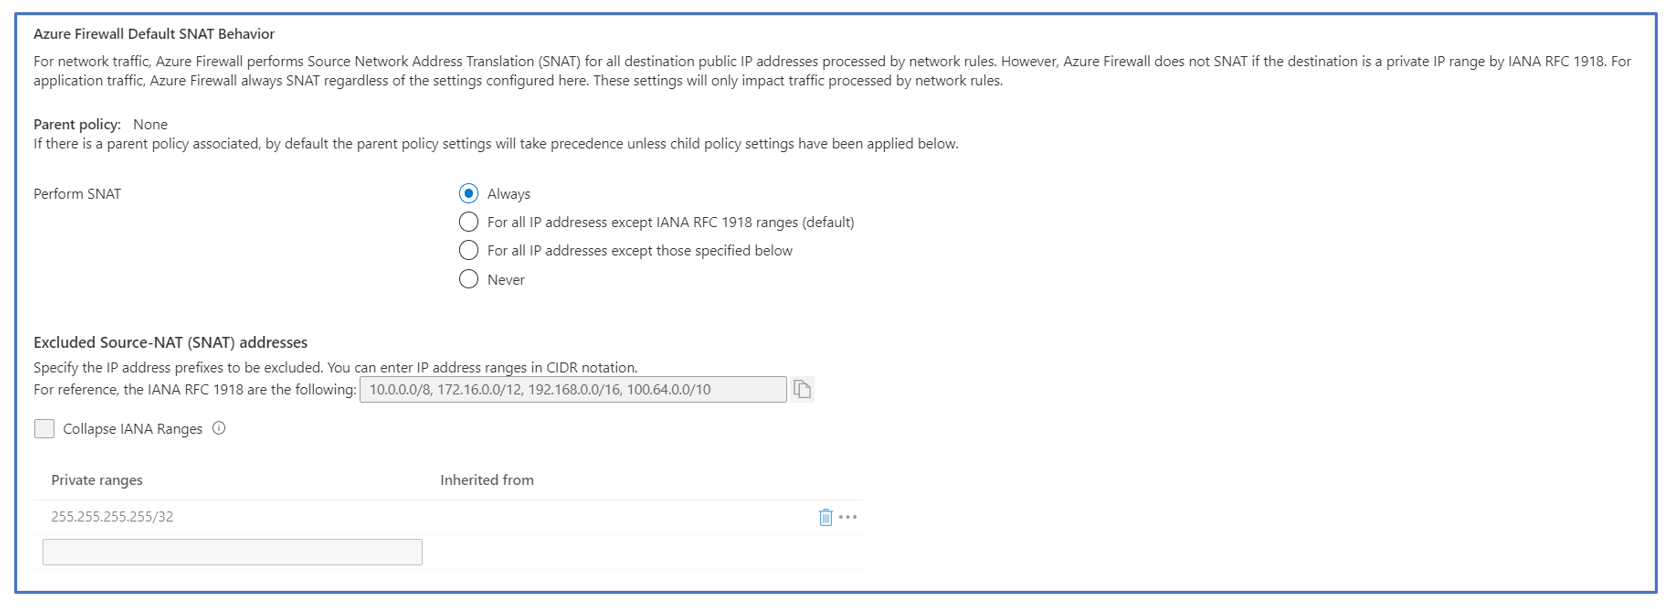 Azure Firewall Default SNAT Behavior
For network traffic, Azure Firewall performs Source Network Address Translation (SNAT) for all destination public IP addresses processed by network rules. However, Azure Firewall does not SNAT if the destination is a private IP range by IANA RFC 1918. For
application traffic, Azure Firewall always SNAT regardless of the settings configured here. These settings will only impact traffic processed by network rules.
Parent policy: None
If there is a parent policy associated, by default the parent policy settings will take precedence unless child policy settings have been applied below.
Perform SNAT
Always
For all IP adresess except IANA RFC 1918 ranges (default)
For all IP addresses except those specified below
Never
Excluded Source-NAT (SNAT) addresses
Specify the IP address prefixes to be excluded. You can enter IP address ranges in CIDR notation.
For reference, the IANA RFC 1918 are the following: 10.0.0.0/8, 172.16.0.0/12, 192.168.0.0/16, 100.64.0.0/10
Collapse IANA Ranges
Private ranges Inherited from
255.255.255.255/32